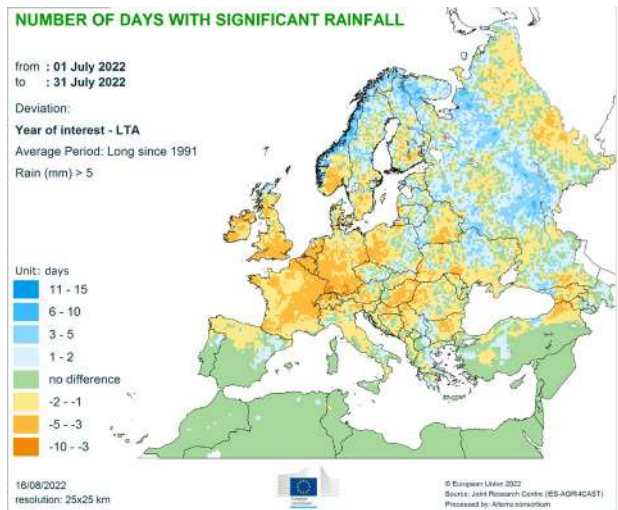 NUMBER OF DAYS WITH SIGNIFICANT RAINFALL
from : 01 July 2022
to : 31 July 2022
Deviation:
Year of interest - LTA
Average Period: Long since 1991
Rain (mm) > 5
Unit: days
11 - 15
6 - 10
3 - 5
1 - 2
no difference
-2 - -1
-5 - -3
-10 - -3
16/08/2022
resolution: 25x25 km
© European Union 2022
Source: Joint Research Centre (IES-AGRI4CAST)
Processed by: Alterra consortium